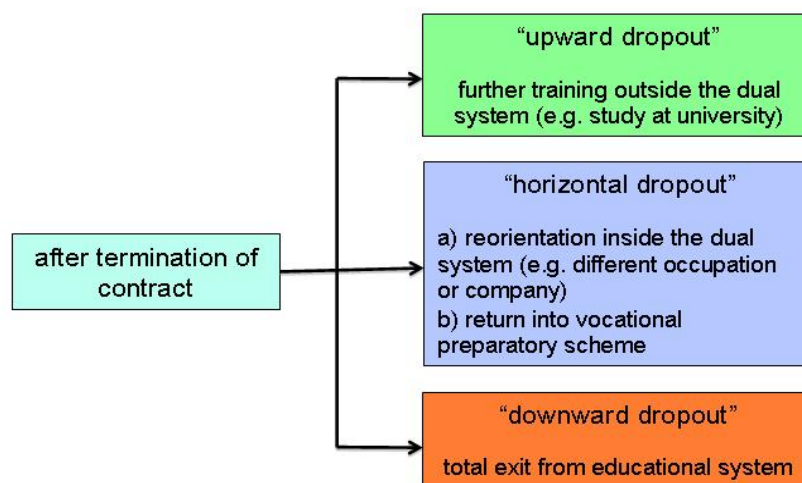 “upward dropout”
further training outside the dual
system (e.g. study at university)
“horizontal dropout”
a) reorientation inside the dual
system (e.g. different occupation
or company)
b) return into vocational
preparatory scheme
after termination of
contract
“downward dropout”
total exit from educational system